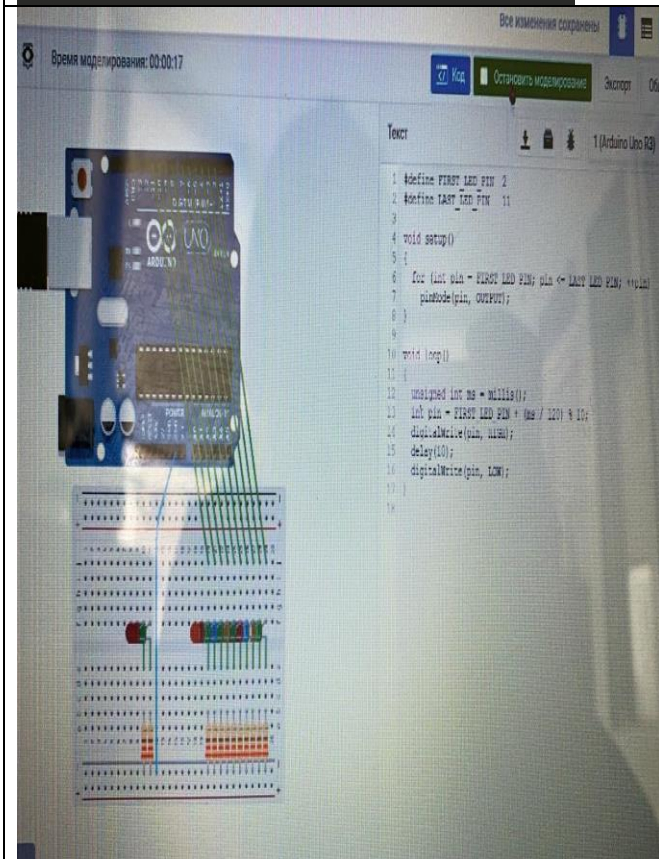 Все изменения сохранены
Время моделирования: 00:00:17
Код
Остановить моделирование
Экспорт
Текст
1 (Arduino Uno R3)
1 #define FIRST_LED_PIN 2
2 #define LAST_LED_PIN 11
3
4 void setup()
5 {
6 for (int pin = FIRST_LED_PIN; pin <= LAST_LED_PIN; ++pin)
7 pinMode(pin, OUTPUT);
8 }
9
10 void loop()
11 {
12 unsigned int ms = millis();
13 int pin = FIRST_LED_PIN + (ms / 120) % 10;
14 digitalWrite(pin, HIGH);
15 delay(10);
16 digitalWrite(pin, LOW);
17 }
18
DIGITAL (PWM~)
UNO
ARDUINO
POWER
ANALOG IN